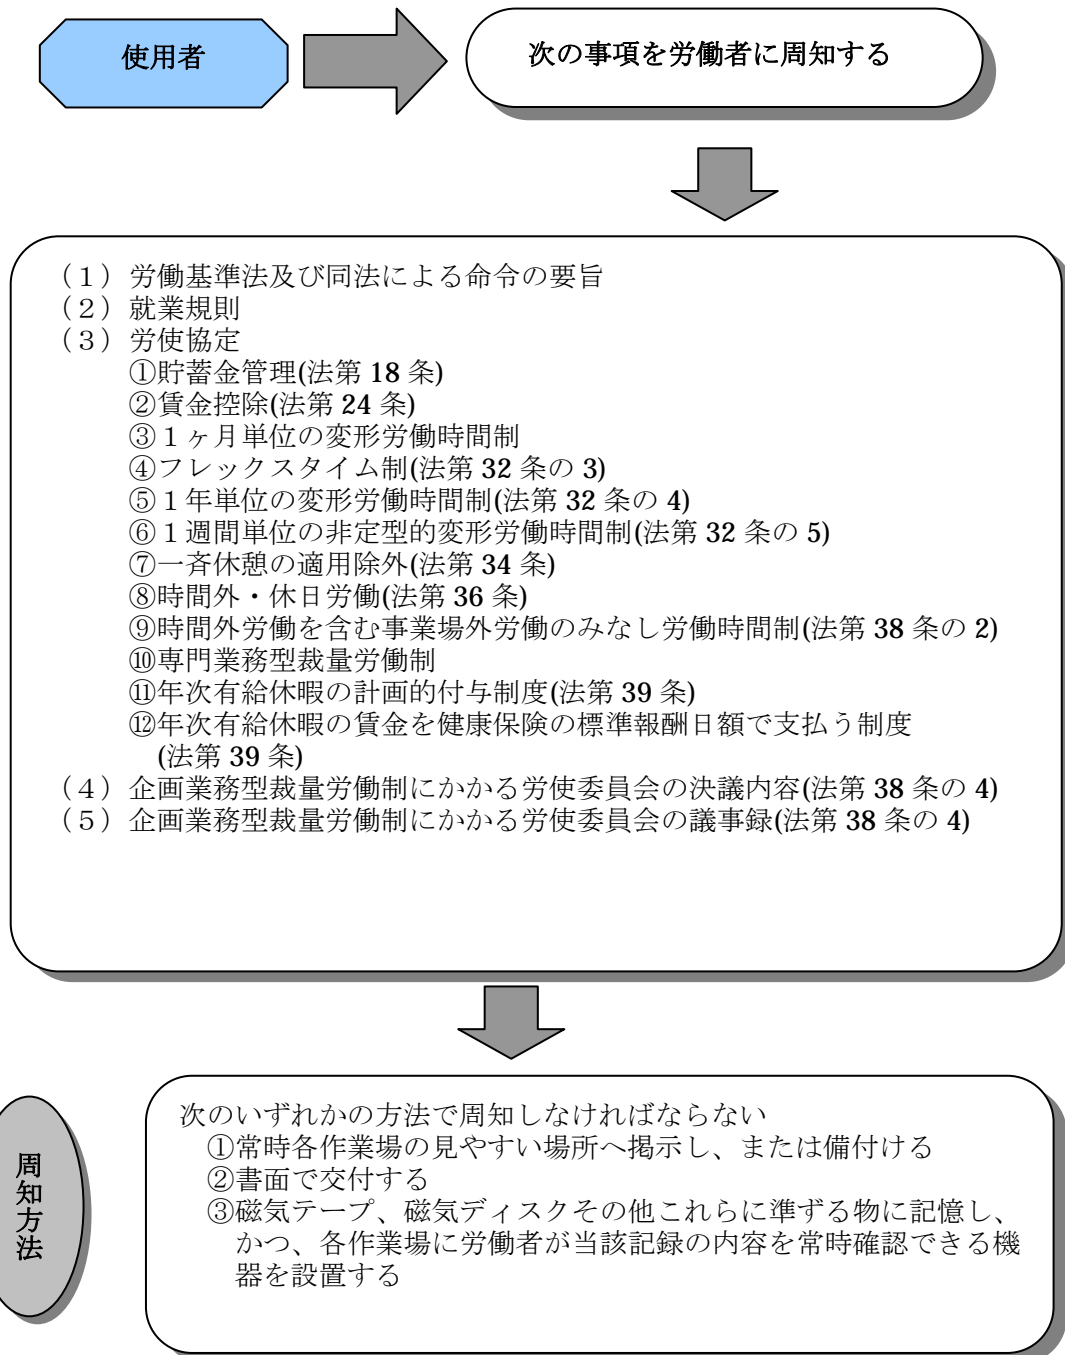 使用者
次の事項を労働者に周知する
（１）労働基準法及び同法による命令の要旨
（２）就業規則
（３）労使協定
①貯蓄金管理(法第 18 条)
②賃金控除(法第 24 条)
③１ヶ月単位の変形労働時間制
④フレックスタイム制(法第 32 条の 3)
⑤１年単位の変形労働時間制(法第 32 条の 4)
⑥１週間単位の非定型的変形労働時間制(法第 32 条の 5)
⑦一斉休憩の適用除外(法第 34 条)
⑧時間外・休日労働(法第 36 条)
⑨時間外労働を含む事業場外労働のみなし労働時間制(法第 38 条の 2)
⑩専門業務型裁量労働制
⑪年次有給休暇の計画的付与制度(法第 39 条)
⑫年次有給休暇の賃金を健康保険の標準報酬日額で支払う制度
(法第 39 条)
（４）企画業務型裁量労働制にかかる労使委員会の決議内容(法第 38 条の 4)
（５）企画業務型裁量労働制にかかる労使委員会の議事録(法第 38 条の 4)
周知方法
次のいずれかの方法で周知しなければならない
①常時各作業場の見やすい場所へ掲示し、または備付ける
②書面で交付する
③磁気テープ、磁気ディスクその他これらに準ずる物に記憶し、
かつ、各作業場に労働者が当該記録の内容を常時確認できる機
器を設置する